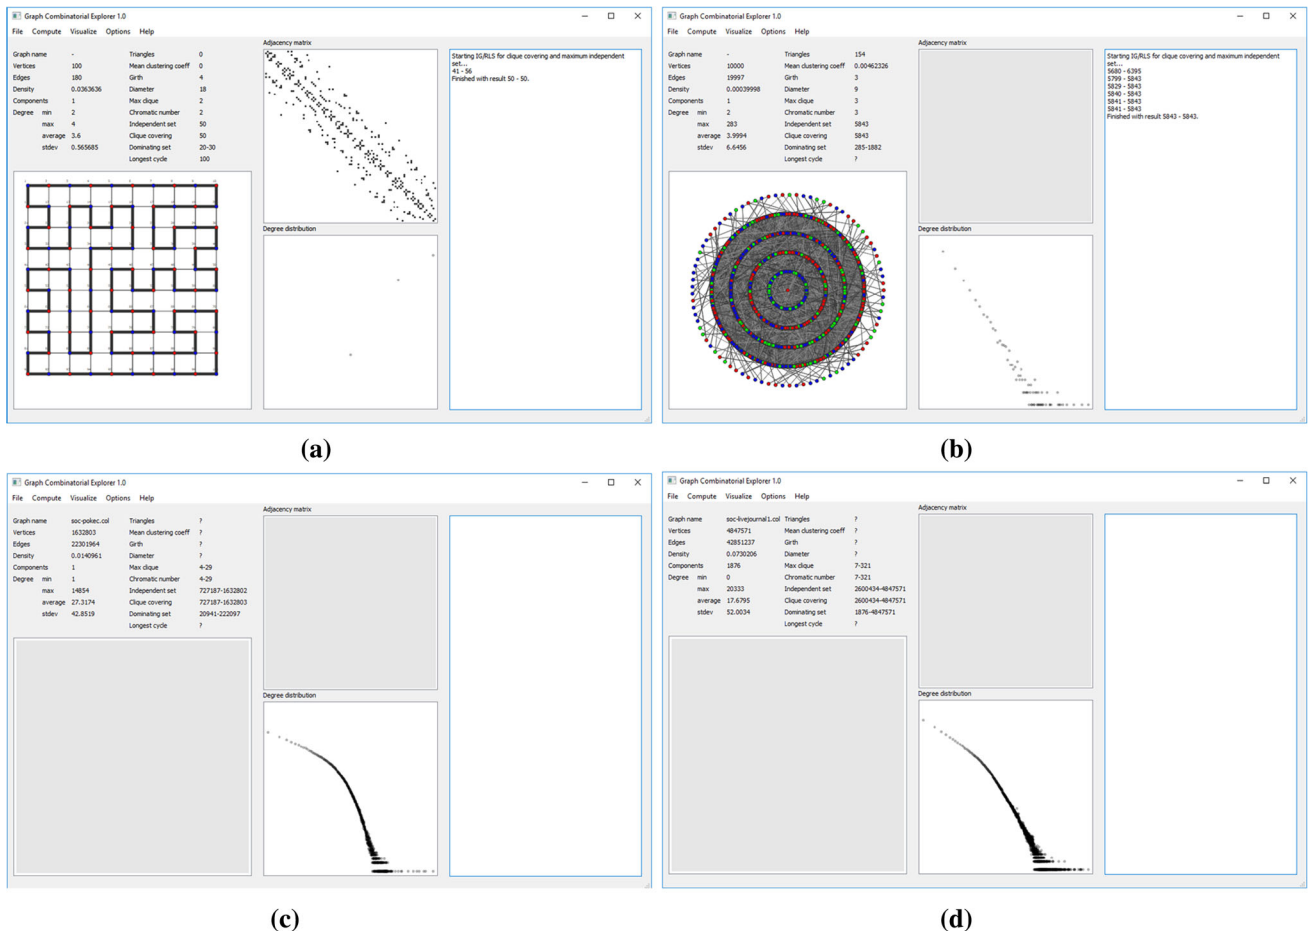 Graph Combinatorial Explorer 1.0
File Compute Visualize Options Help
Graph name - Triangles 0
Vertices 100 Mean clustering coeff 0
Edges 180 Girth 4
Density 0.0363636 Diameter 18
Components 1 Max clique 2
Degree min 2 Chromatic number 2
max 4 Independent set 50
average 3.6 Clique covering 50
stdev 0.565685 Dominating set 20-30
Longest cycle 100
Adjacency matrix
Degree distribution
Starting IG/RLS for clique covering and maximum independent
set...
41 - 56
Finished with result 50 - 50.
(a)
Graph Combinatorial Explorer 1.0
File Compute Visualize Options Help
Graph name - Triangles 154
Vertices 10000 Mean clustering coeff 0.00462326
Edges 19997 Girth 3
Density 0.00039998 Diameter 9
Components 1 Max clique 3
Degree min 2 Chromatic number 3
max 283 Independent set 5843
average 3.9994 Clique covering 5843
stdev 6.6456 Dominating set 285-1882
Longest cycle ?
Adjacency matrix
Degree distribution
Starting IG/RLS for clique covering and maximum independent
set...
5680 - 6395
5799 - 5843
5829 - 5843
5840 - 5843
5841 - 5843
5841 - 5843
Finished with result 5843 - 5843.
(b)
Graph Combinatorial Explorer 1.0
File Compute Visualize Options Help
Graph name soc-pokec.col Triangles ?
Vertices 1632803 Mean clustering coeff ?
Edges 22301964 Girth ?
Density 0.0140961 Diameter ?
Components 1 Max clique 4-29
Degree min 1 Chromatic number 4-29
max 14854 Independent set 727187-1632802
average 27.3174 Clique covering 727187-1632803
stdev 42.8519 Dominating set 20941-222097
Longest cycle ?
Adjacency matrix
Degree distribution
(c)
Graph Combinatorial Explorer 1.0
File Compute Visualize Options Help
Graph name soc-livejournal1.col Triangles ?
Vertices 4847571 Mean clustering coeff ?
Edges 42851237 Girth ?
Density 0.0730206 Diameter ?
Components 1876 Max clique 7-321
Degree min 0 Chromatic number 7-321
max 20333 Independent set 2600434-4847571
average 17.6795 Clique covering 2600434-4847571
stdev 52.0034 Dominating set 1876-4847571
Longest cycle ?
Adjacency matrix
Degree distribution
(d)